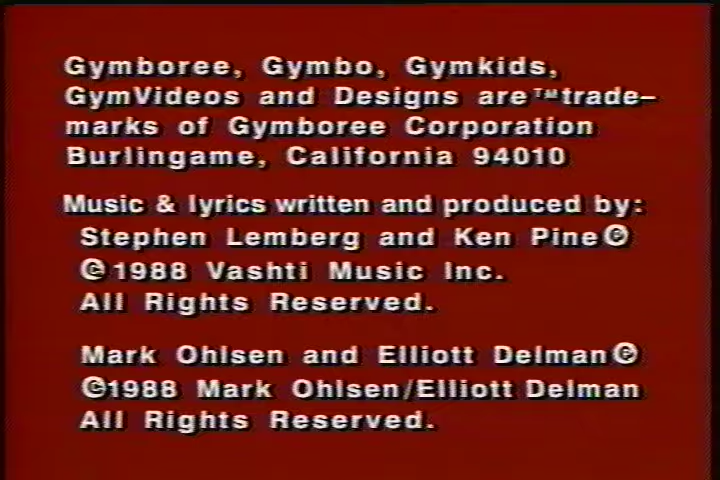 Gymboree, Gymbo, Gymkids,
GymVideos and Designs are™trade–
marks of Gymboree Corporation
Burlingame, California 94010
Music & lyrics written and produced by:
Stephen Lemberg and Ken Pine℗
©1988 Vashti Music Inc.
All Rights Reserved.
Mark Ohlsen and Elliott Delman℗
©1988 Mark Ohlsen/Elliott Delman
All Rights Reserved.